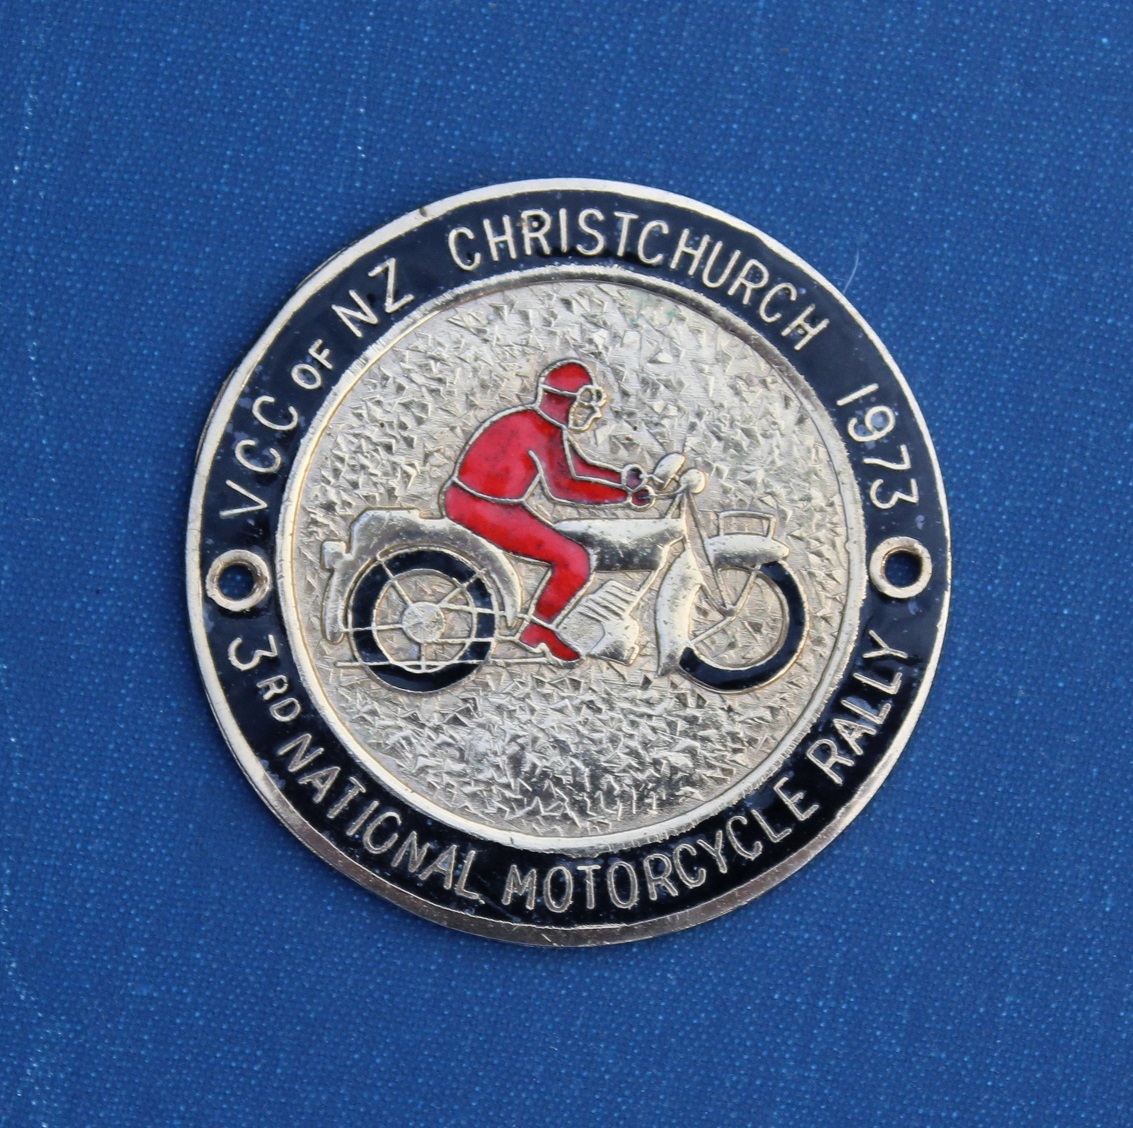 VCC OF NZ CHRISTCHURCH 1973
3RD NATIONAL MOTORCYCLE RALLY